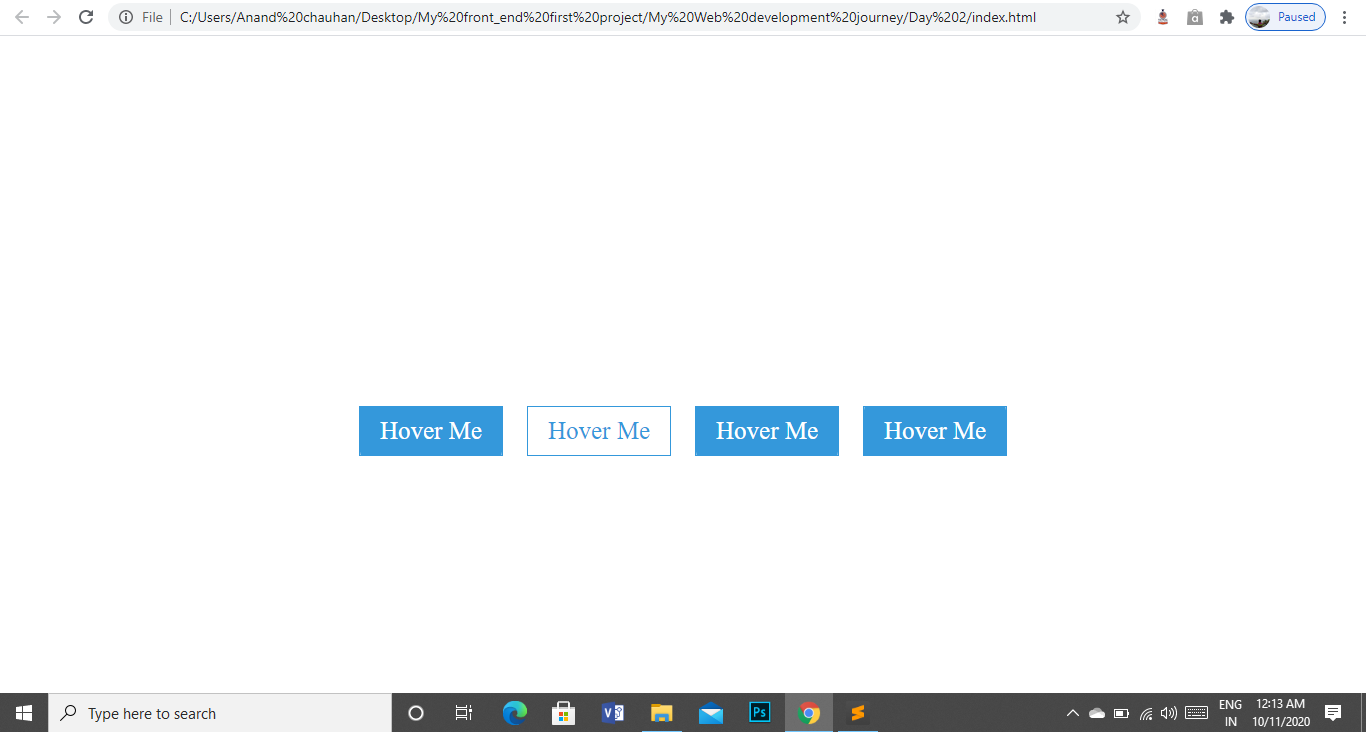 File C:/Users/Anand%20chauhan/Desktop/My%20front_end%20first%20project/My%20Web%20development%20journey/Day%202/index.html a Paused
Hover Me Hover Me Hover Me Hover Me
Type here to search V Ps S ENG 12:13 AM
IN 10/11/2020